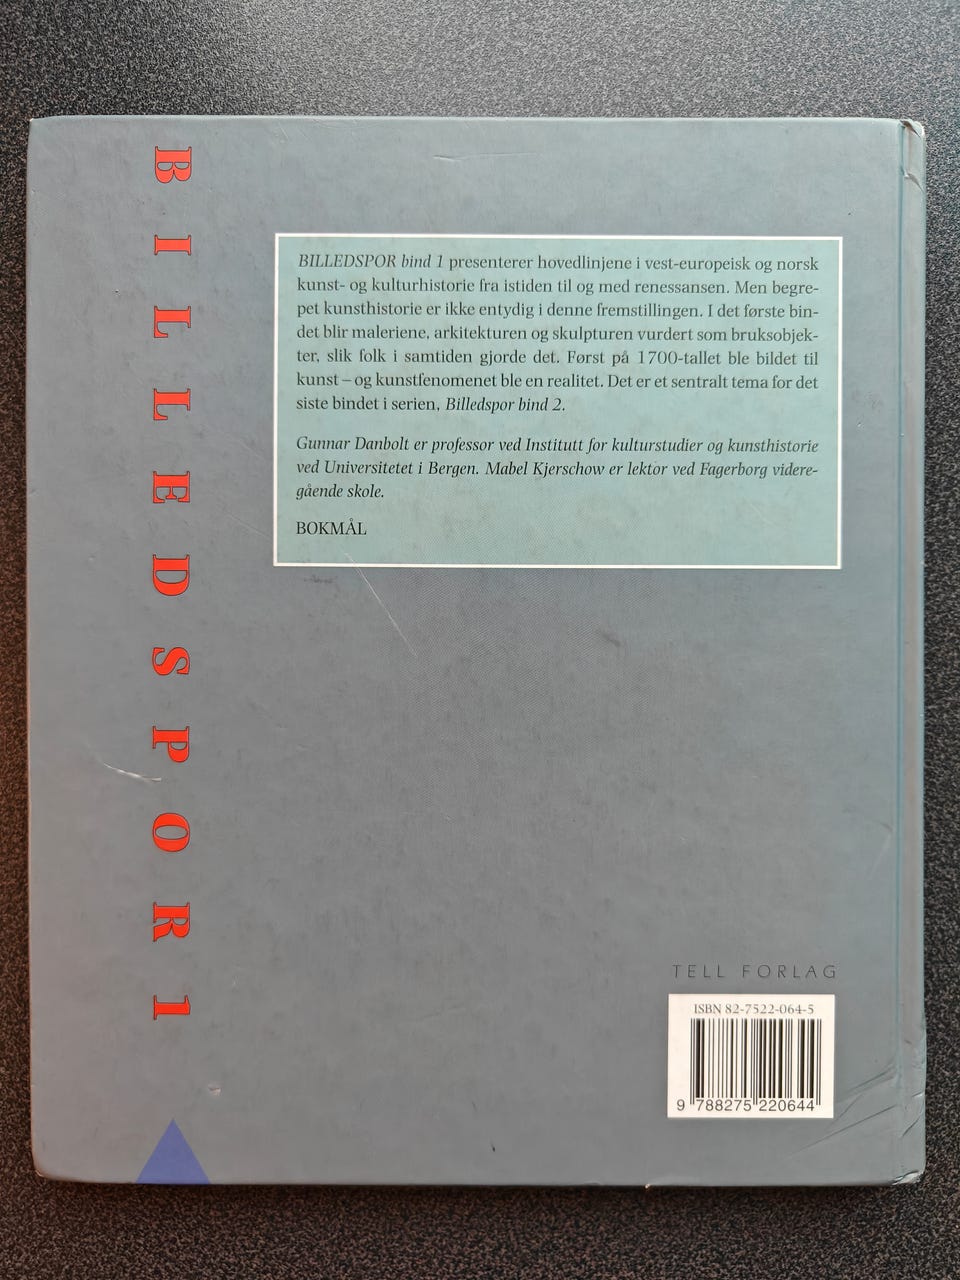 BILLEDSPOR 1
BILLEDSPOR bind 1 presenterer hovedlinjene i vest-europeisk og norsk
kunst- og kulturhistorie fra istiden til og med renessansen. Men begre-
pet kunsthistorie er ikke entydig i denne fremstillingen. I det første bin-
det blir maleriene, arkitekturen og skulpturen vurdert som bruksobjek-
ter, slik folk i samtiden gjorde det. Først på 1700-tallet ble bildet til
kunst – og kunstfenomenet ble en realitet. Det er et sentralt tema for det
siste bindet i serien, Billedspor bind 2.
Gunnar Danbolt er professor ved Institutt for kulturstudier og kunsthistorie
ved Universitetet i Bergen. Mabel Kjerschow er lektor ved Fagerborg videre-
gående skole.
BOKMÅL
TELL FORLAG
ISBN 82-7522-064-5
9 788275 220644